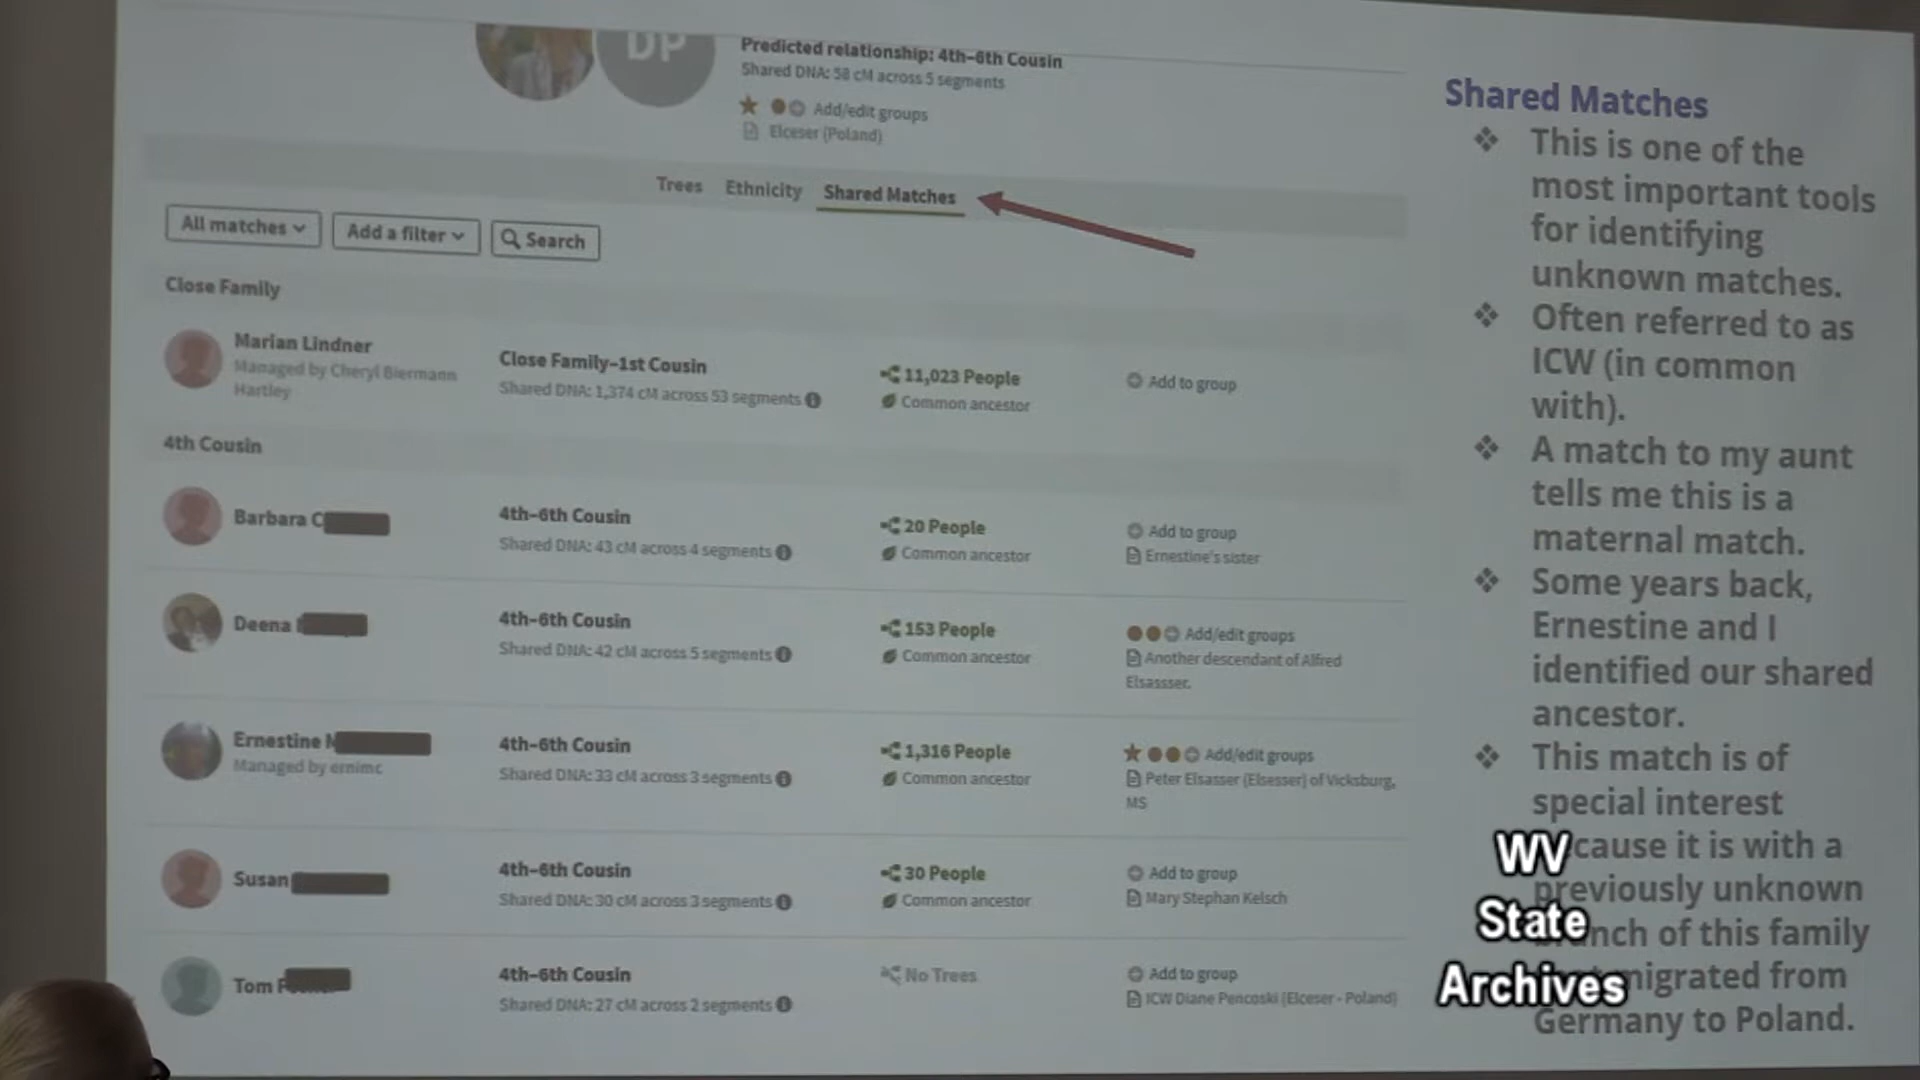 DP
Predicted relationship: 4th–6th Cousin
Shared DNA: 58 cM across 5 segments
Add/edit groups
Elceser (Poland)
Trees Ethnicity Shared Matches
All matches Add a filter Search
Close Family
Marian Lindner
Managed by Cheryl Biermann
Hartley
Close Family–1st Cousin
Shared DNA: 1,374 cM across 53 segments
11,023 People
Common ancestor
Add to group
4th Cousin
Barbara C
4th–6th Cousin
Shared DNA: 43 cM across 4 segments
20 People
Common ancestor
Add to group
Ernestine's sister
Deena
4th–6th Cousin
Shared DNA: 42 cM across 5 segments
153 People
Common ancestor
Add/edit groups
Another descendant of Alfred
Elsassser.
Ernestine M
Managed by ernimc
4th–6th Cousin
Shared DNA: 33 cM across 3 segments
1,316 People
Common ancestor
Add/edit groups
Peter Elsasser (Elsesser) of Vicksburg,
MS
Susan
4th–6th Cousin
Shared DNA: 30 cM across 3 segments
30 People
Common ancestor
Add to group
Mary Stephan Kelsch
Tom
4th–6th Cousin
Shared DNA: 27 cM across 2 segments
No Trees
Add to group
ICW Diane Pencoski (Elceser - Poland)
Shared Matches
❖ This is one of the
most important tools
for identifying
unknown matches.
❖ Often referred to as
ICW (in common
with).
❖ A match to my aunt
tells me this is a
maternal match.
❖ Some years back,
Ernestine and I
identified our shared
ancestor.
❖ This match is of
special interest
because it is with a
previously unknown
branch of this family
migrated from
Germany to Poland.
WV
State
Archives